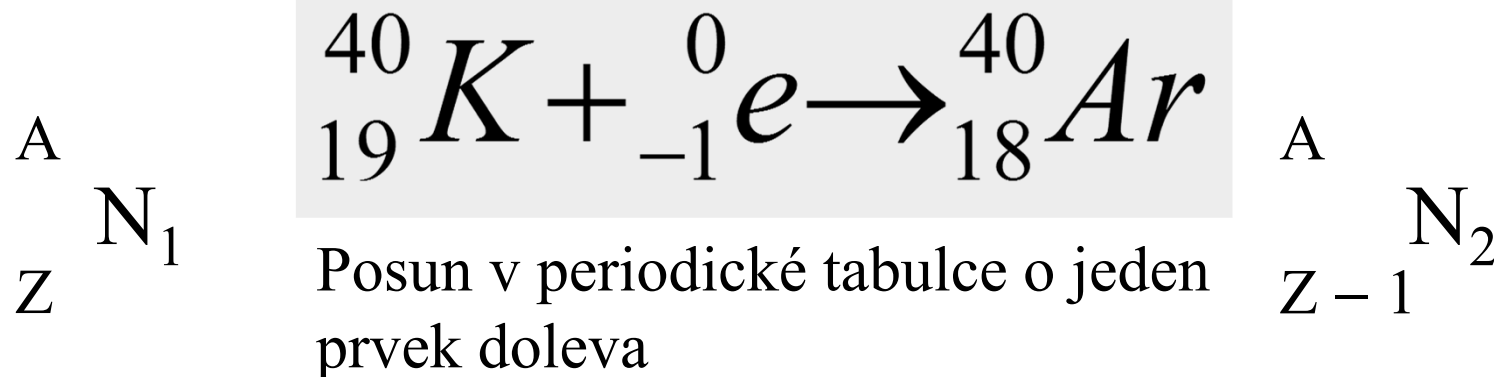 ⁴⁰₁₉K + ⁰₋₁e → ⁴⁰₁₈Ar
A
Z N₁
Posun v periodické tabulce o jeden
prvek doleva
A
Z – 1 N₂